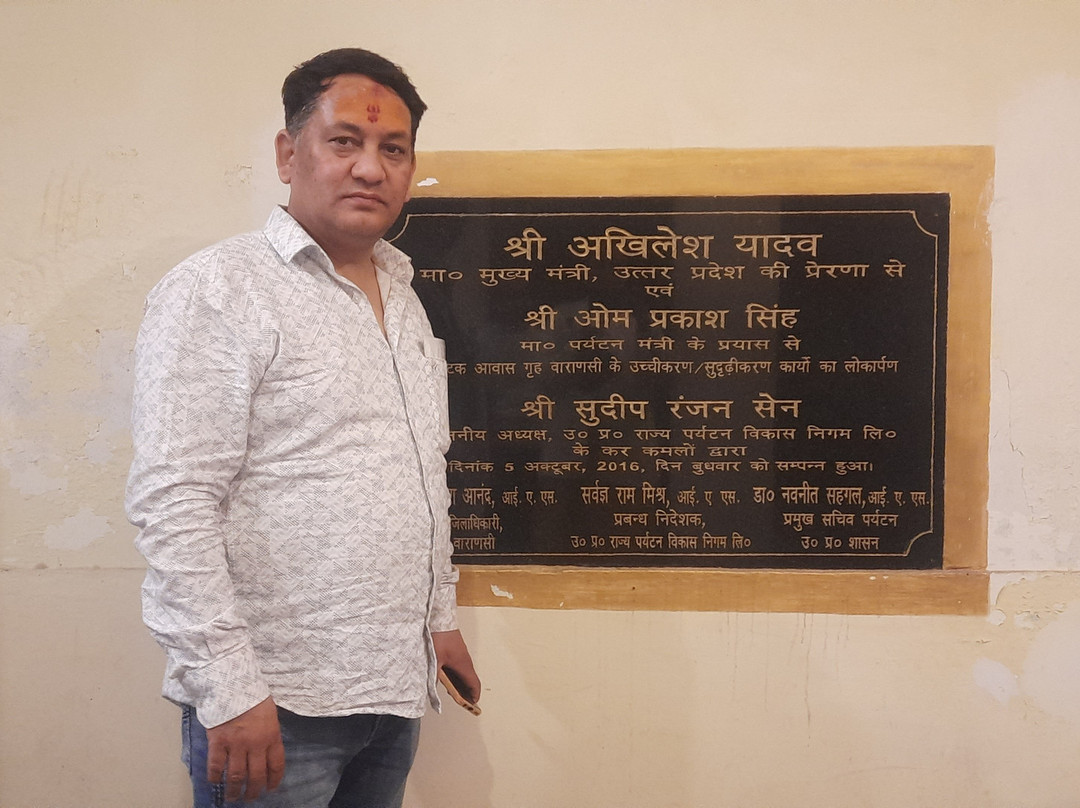 श्री अखिलेश यादव
मा० मुख्य मंत्री, उत्तर प्रदेश की प्रेरणा से
एवं
श्री ओम प्रकाश सिंह
मा० पर्यटन मंत्री के प्रयास से
आवास गृह वाराणसी के उच्चीकरण/सुदृढ़ीकरण कार्यो का लोकार्पण
श्री सुदीप रंजन सेन
अध्यक्ष, उ० प्र० राज्य पर्यटन विकास निगम लि०
के कर कमलों द्वारा
दिनांक 5 अक्टूबर, 2016, दिन बुधवार को सम्पन्न हुआ।
आनंद, आई. ए. एस. सर्वज्ञ राम मिश्र, आई. ए एस. डा० नवनीत सहगल, आई. ए. एस.
जिलाधिकारी, प्रबन्ध निदेशक, प्रमुख सचिव पर्यटन
वाराणसी उ० प्र० राज्य पर्यटन विकास निगम लि० उ० प्र० शासन